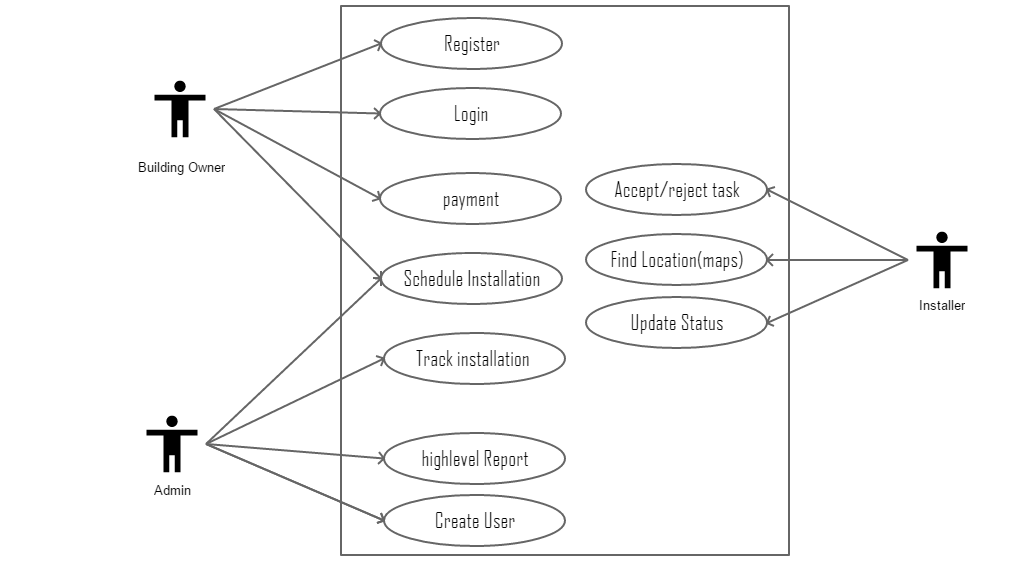 Register
Login
Building Owner
payment
Accept/reject task
Find Location(maps)
Schedule Installation
Installer
Update Status
Track installation
highlevel Report
Admin
Create User